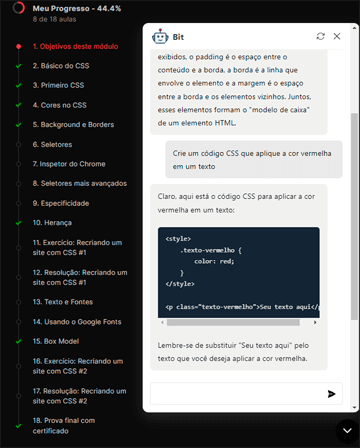 Meu Progresso - 44.4%
8 de 18 aulas
1. Objetivos deste módulo
2. Básico do CSS
3. Primeiro CSS
4. Cores no CSS
5. Background e Borders
6. Seletores
7. Inspetor do Chrome
8. Seletores mais avançados
9. Especificidade
10. Herança
11. Exercício: Recriando um
site com CSS #1
12. Resolução: Recriando um
site com CSS #1
13. Texto e Fontes
14. Usando o Google Fonts
15. Box Model
16. Exercício: Recriando um
site com CSS #2
17. Resolução: Recriando um
site com CSS #2
18. Prova final com
certificado
Bit
exibidos, o padding é o espaço entre o
conteúdo e a borda, a borda é a linha que
envolve o elemento e a margem é o espaço
entre a borda e os elementos vizinhos. Juntos,
esses elementos formam o "modelo de caixa"
de um elemento HTML.
Crie um código CSS que aplique a cor vermelha
em um texto
Claro, aqui está o código CSS para aplicar a cor
vermelha em um texto:
<style>
.texto-vermelho {
color: red;
}
</style>
<p class="texto-vermelho">Seu texto aqui</p
Lembre-se de substituir "Seu texto aqui" pelo
texto que você deseja aplicar a cor vermelha.